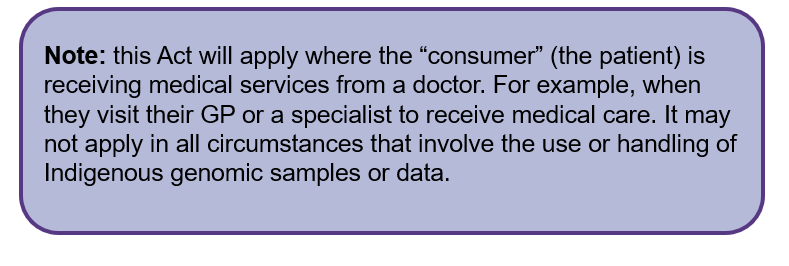 Note: this Act will apply where the “consumer” (the patient) is
receiving medical services from a doctor. For example, when
they visit their GP or a specialist to receive medical care. It may
not apply in all circumstances that involve the use or handling of
Indigenous genomic samples or data.